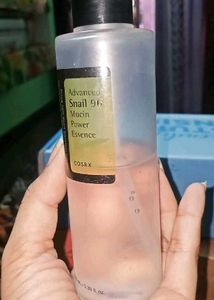 Advanced
Snail 96
Mucin
Power
Essence
COSRX